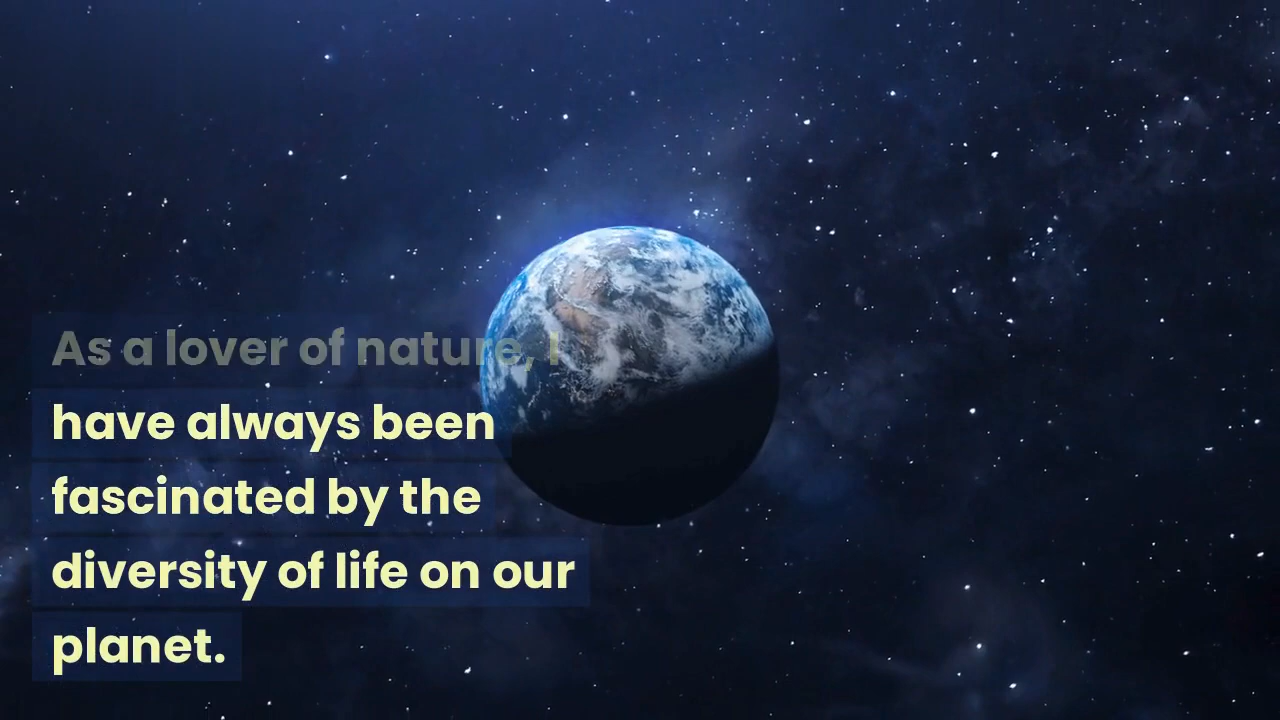 As a lover of nature, I
have always been
fascinated by the
diversity of life on our
planet.